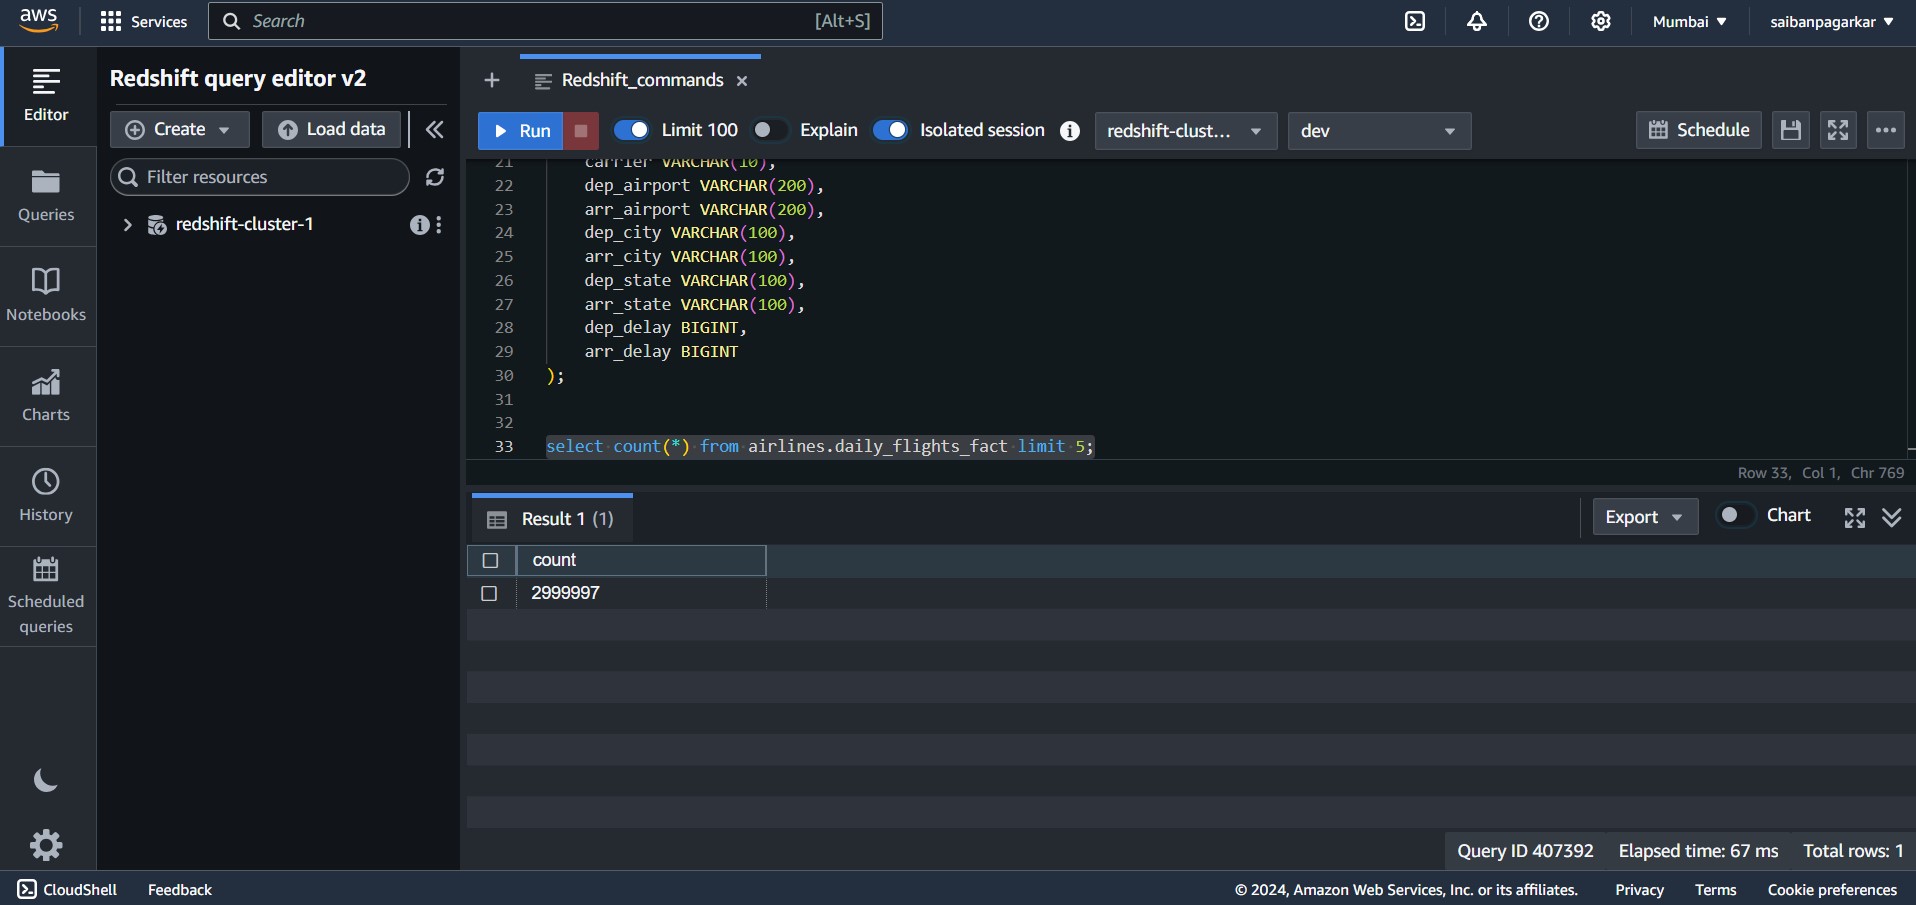 aws
Services
Search
[Alt+S]
Mumbai
saibanpagarkar
Editor
Queries
Notebooks
Charts
History
Scheduled
queries
Redshift query editor v2
Create
Load data
Filter resources
redshift-cluster-1
Redshift_commands
Run
Limit 100
Explain
Isolated session
redshift-clust...
dev
Schedule
21 carrier VARCHAR(10),
22 dep_airport VARCHAR(200),
23 arr_airport VARCHAR(200),
24 dep_city VARCHAR(100),
25 arr_city VARCHAR(100),
26 dep_state VARCHAR(100),
27 arr_state VARCHAR(100),
28 dep_delay BIGINT,
29 arr_delay BIGINT
30 );
31
32
33 select count(*) from airlines.daily_flights_fact limit 5;
Row 33, Col 1, Chr 769
Result 1 (1)
Export
Chart
count
2999997
Query ID 407392 Elapsed time: 67 ms Total rows: 1
CloudShell
Feedback
© 2024, Amazon Web Services, Inc. or its affiliates.
Privacy
Terms
Cookie preferences